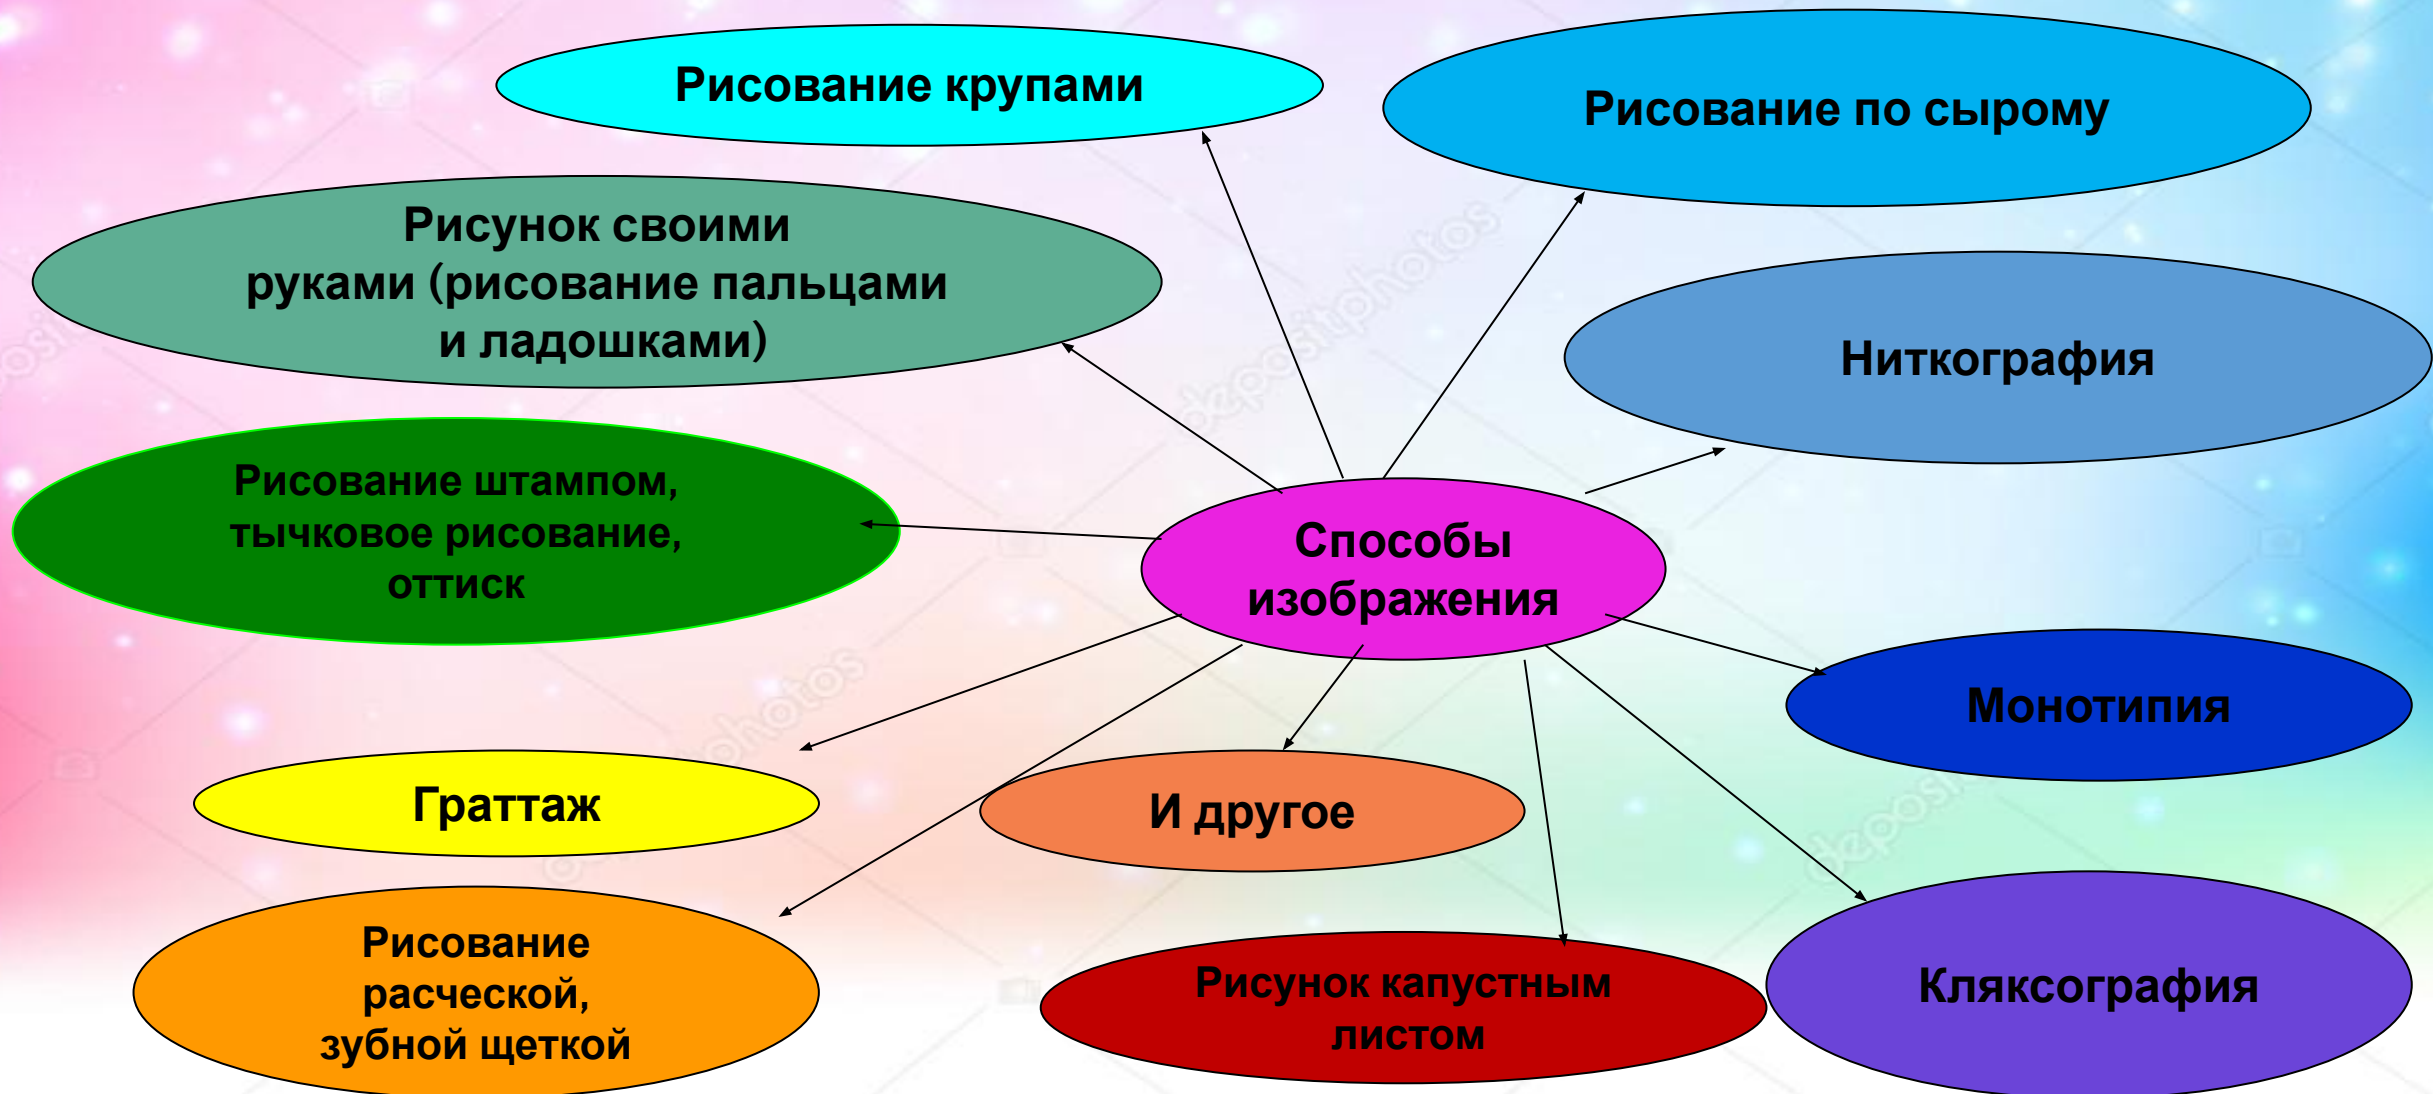 Рисование крупами
Рисование по сырому
Рисунок своими
руками (рисование пальцами
и ладошками)
Ниткография
Рисование штампом,
тычковое рисование,
оттиск
Способы
изображения
Монотипия
Граттаж
И другое
Рисование
расческой,
зубной щеткой
Рисунок капустным
листом
Кляксография
depositphotos